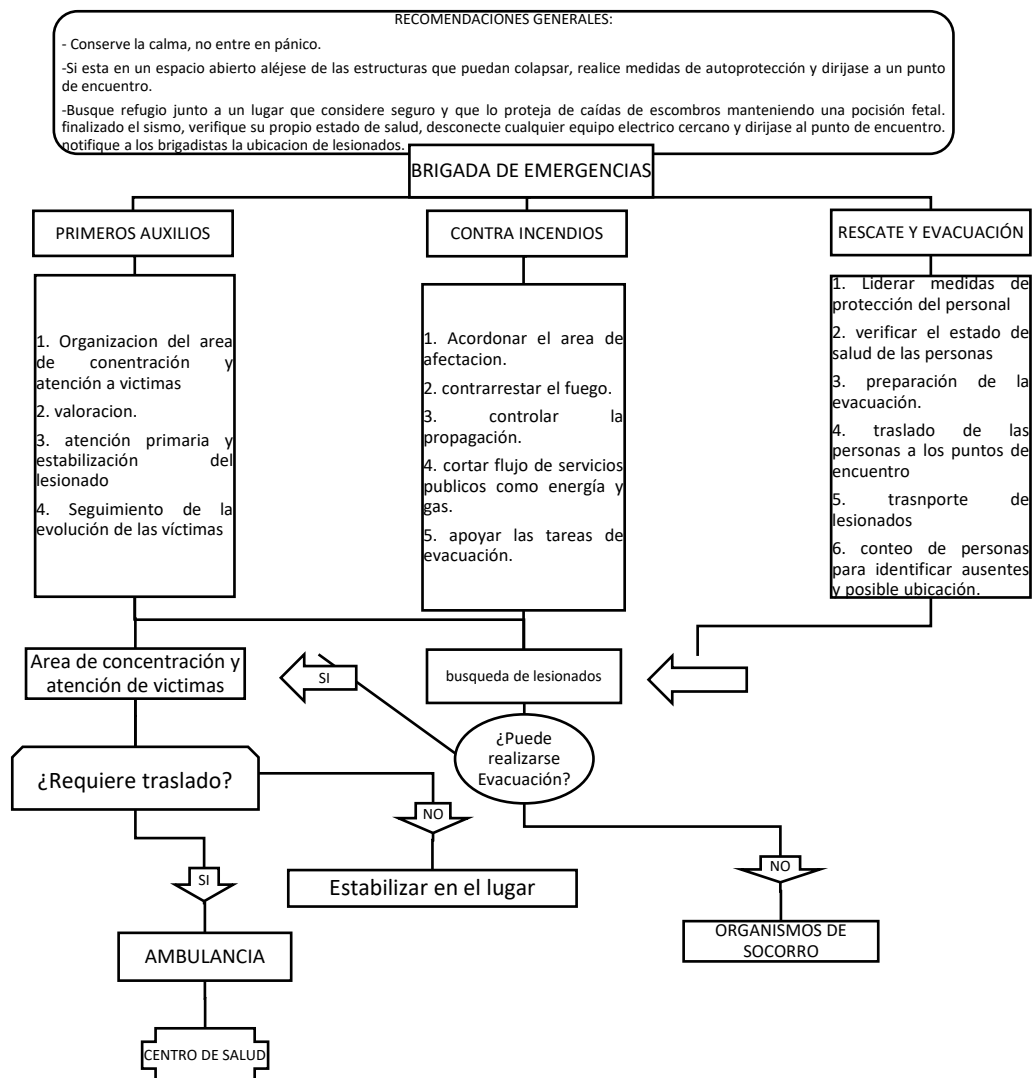 RECOMENDACIONES GENERALES:
- Conserve la calma, no entre en pánico.
-Si esta en un espacio abierto aléjese de las estructuras que puedan colapsar, realice medidas de autoprotección y dirijase a un punto
de encuentro.
-Busque refugio junto a un lugar que considere seguro y que lo proteja de caídas de escombros manteniendo una pocisión fetal.
finalizado el sismo, verifique su propio estado de salud, desconecte cualquier equipo electrico cercano y dirijase al punto de encuentro.
notifique a los brigadistas la ubicacion de lesionados.
BRIGADA DE EMERGENCIAS
PRIMEROS AUXILIOS
1. Organizacion del area
de conentración y
atención a victimas
2. valoracion.
3. atención primaria y
estabilización del
lesionado
4. Seguimiento de la
evolución de las víctimas
CONTRA INCENDIOS
1. Acordonar el area de
afectacion.
2. contrarrestar el fuego.
3. controlar la
propagación.
4. cortar flujo de servicios
publicos como energía y
gas.
5. apoyar las tareas de
evacuación.
RESCATE Y EVACUACIÓN
1. Liderar medidas de
protección del personal
2. verificar el estado de
salud de las personas
3. preparación de la
evacuación.
4. traslado de las
personas a los puntos de
encuentro
5. trasnporte de
lesionados
6. conteo de personas
para identificar ausentes
y posible ubicación.
Area de concentración y
atención de victimas
SI
busqueda de lesionados
¿Puede
realizarse
Evacuación?
¿Requiere traslado?
NO
SI
NO
Estabilizar en el lugar
AMBULANCIA
ORGANISMOS DE
SOCORRO
CENTRO DE SALUD